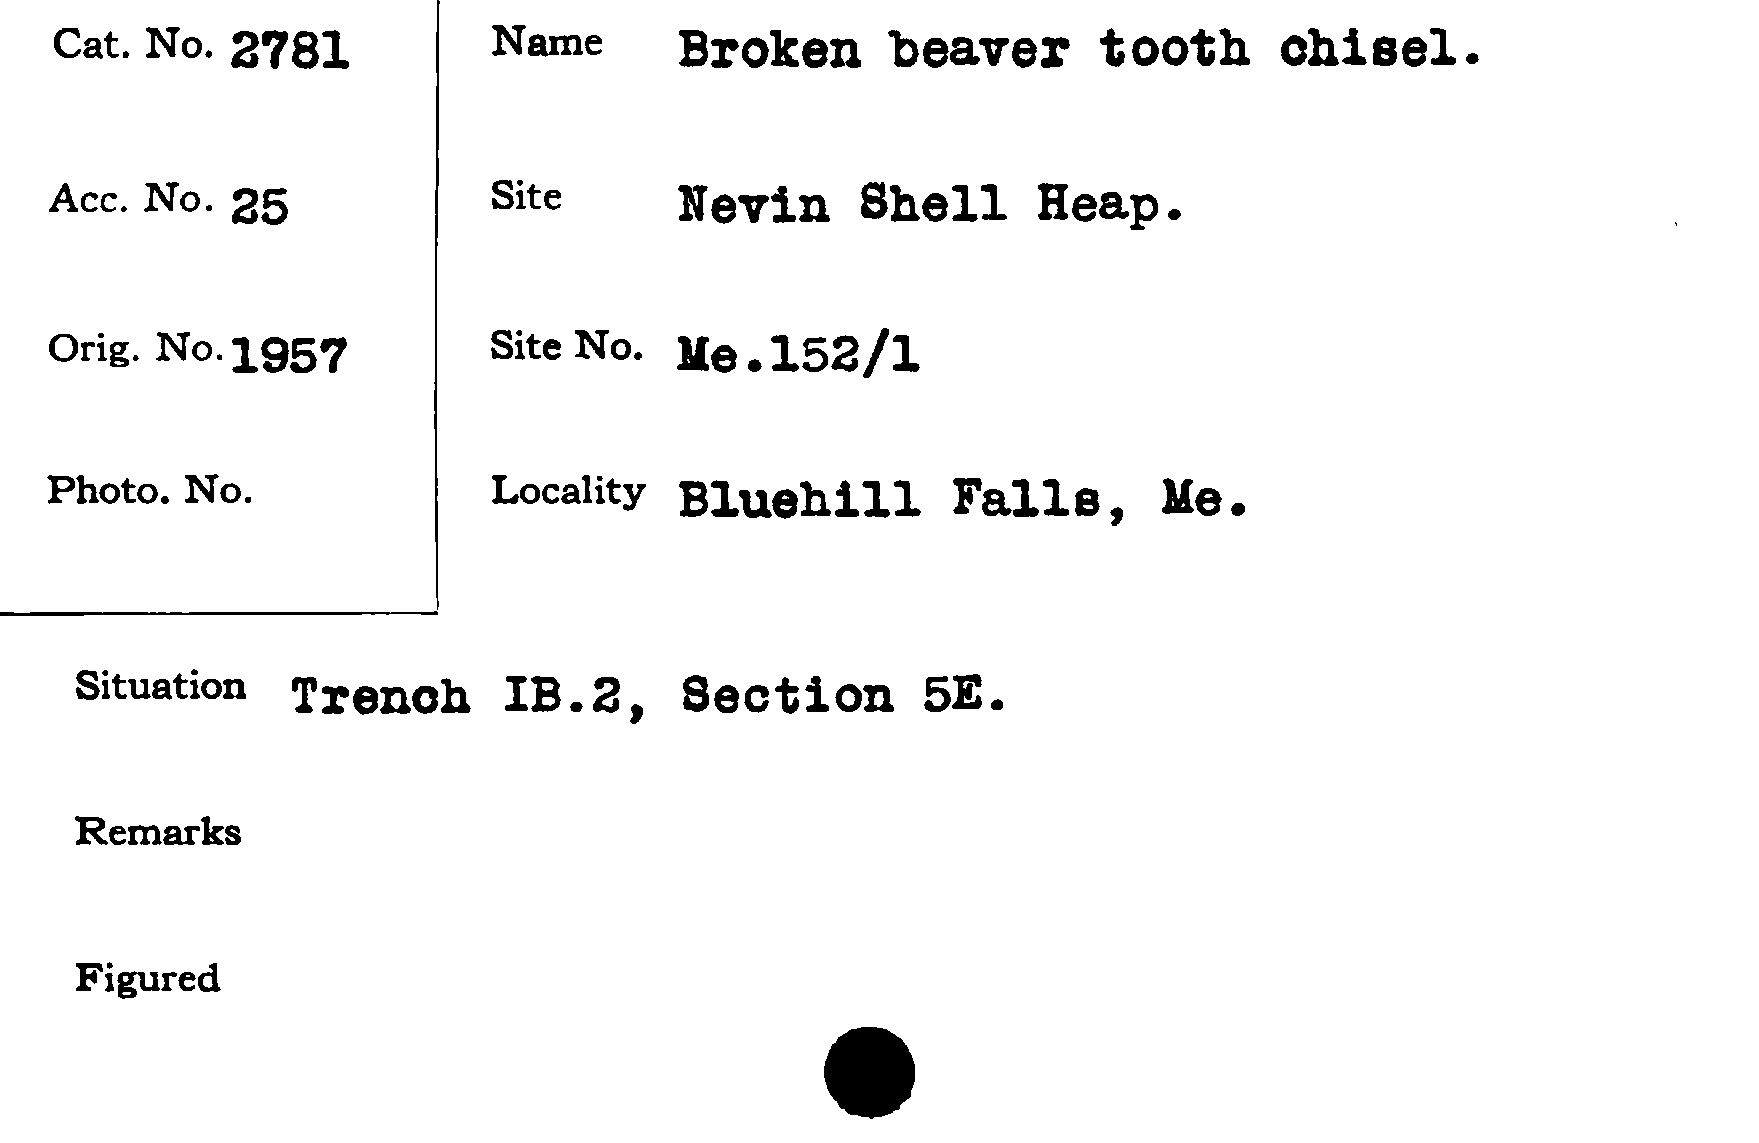 Cat. No. 2781
Acc. No. 25
Orig. No. 1957
Photo. No.
Name Broken beaver tooth chisel.
Site Nevin Shell Heap.
Site No. Me.152/1
Locality Bluehill Falls, Me.
Situation Trench IB.2, Section 5E.
Remarks
Figured